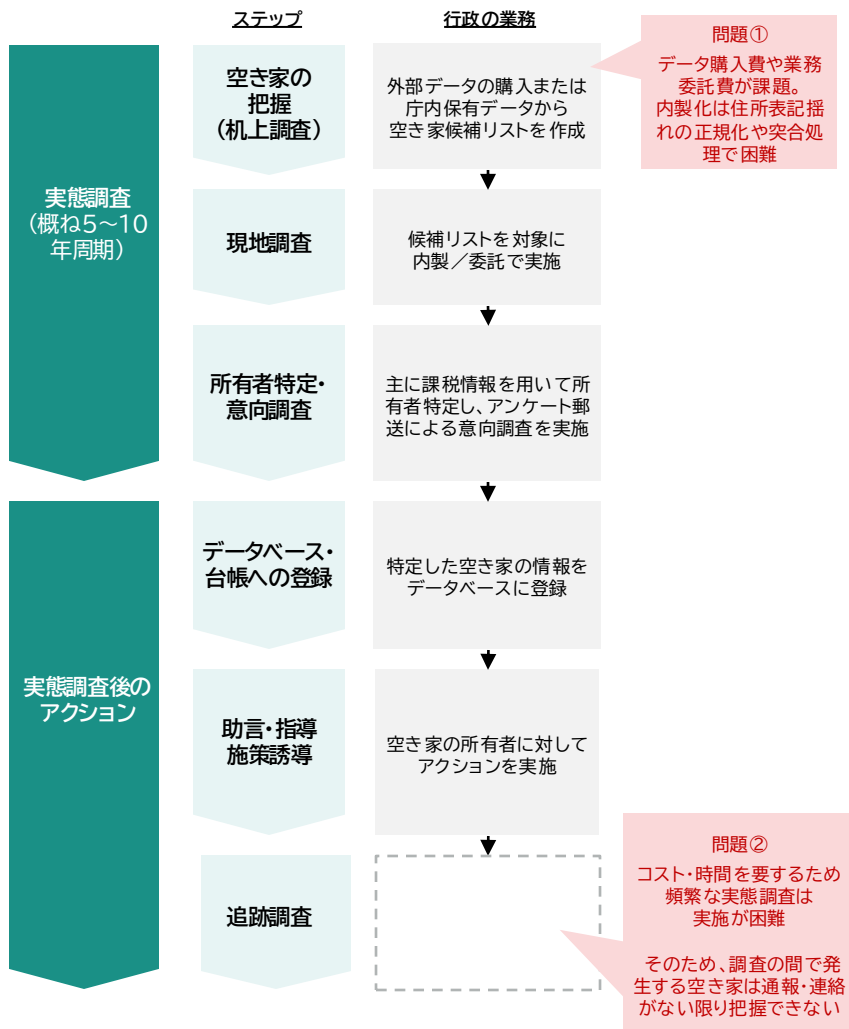 ステップ
行政の業務
実態調査
（概ね5～10
年周期）
空き家の
把握
（机上調査）
外部データの購入または
庁内保有データから
空き家候補リストを作成
問題①
データ購入費や業務
委託費が課題。
内製化は住所表記揺
れの正規化や突合処
理で困難
現地調査
候補リストを対象に
内製／委託で実施
所有者特定・
意向調査
主に課税情報を用いて所
有者特定し、アンケート郵
送による意向調査を実施
実態調査後の
アクション
データベース・
台帳への登録
特定した空き家の情報を
データベースに登録
助言・指導
施策誘導
空き家の所有者に対して
アクションを実施
追跡調査
問題②
コスト・時間を要するため
頻繁な実態調査は
実施が困難
そのため、調査の間で発
生する空き家は通報・連絡
がない限り把握できない